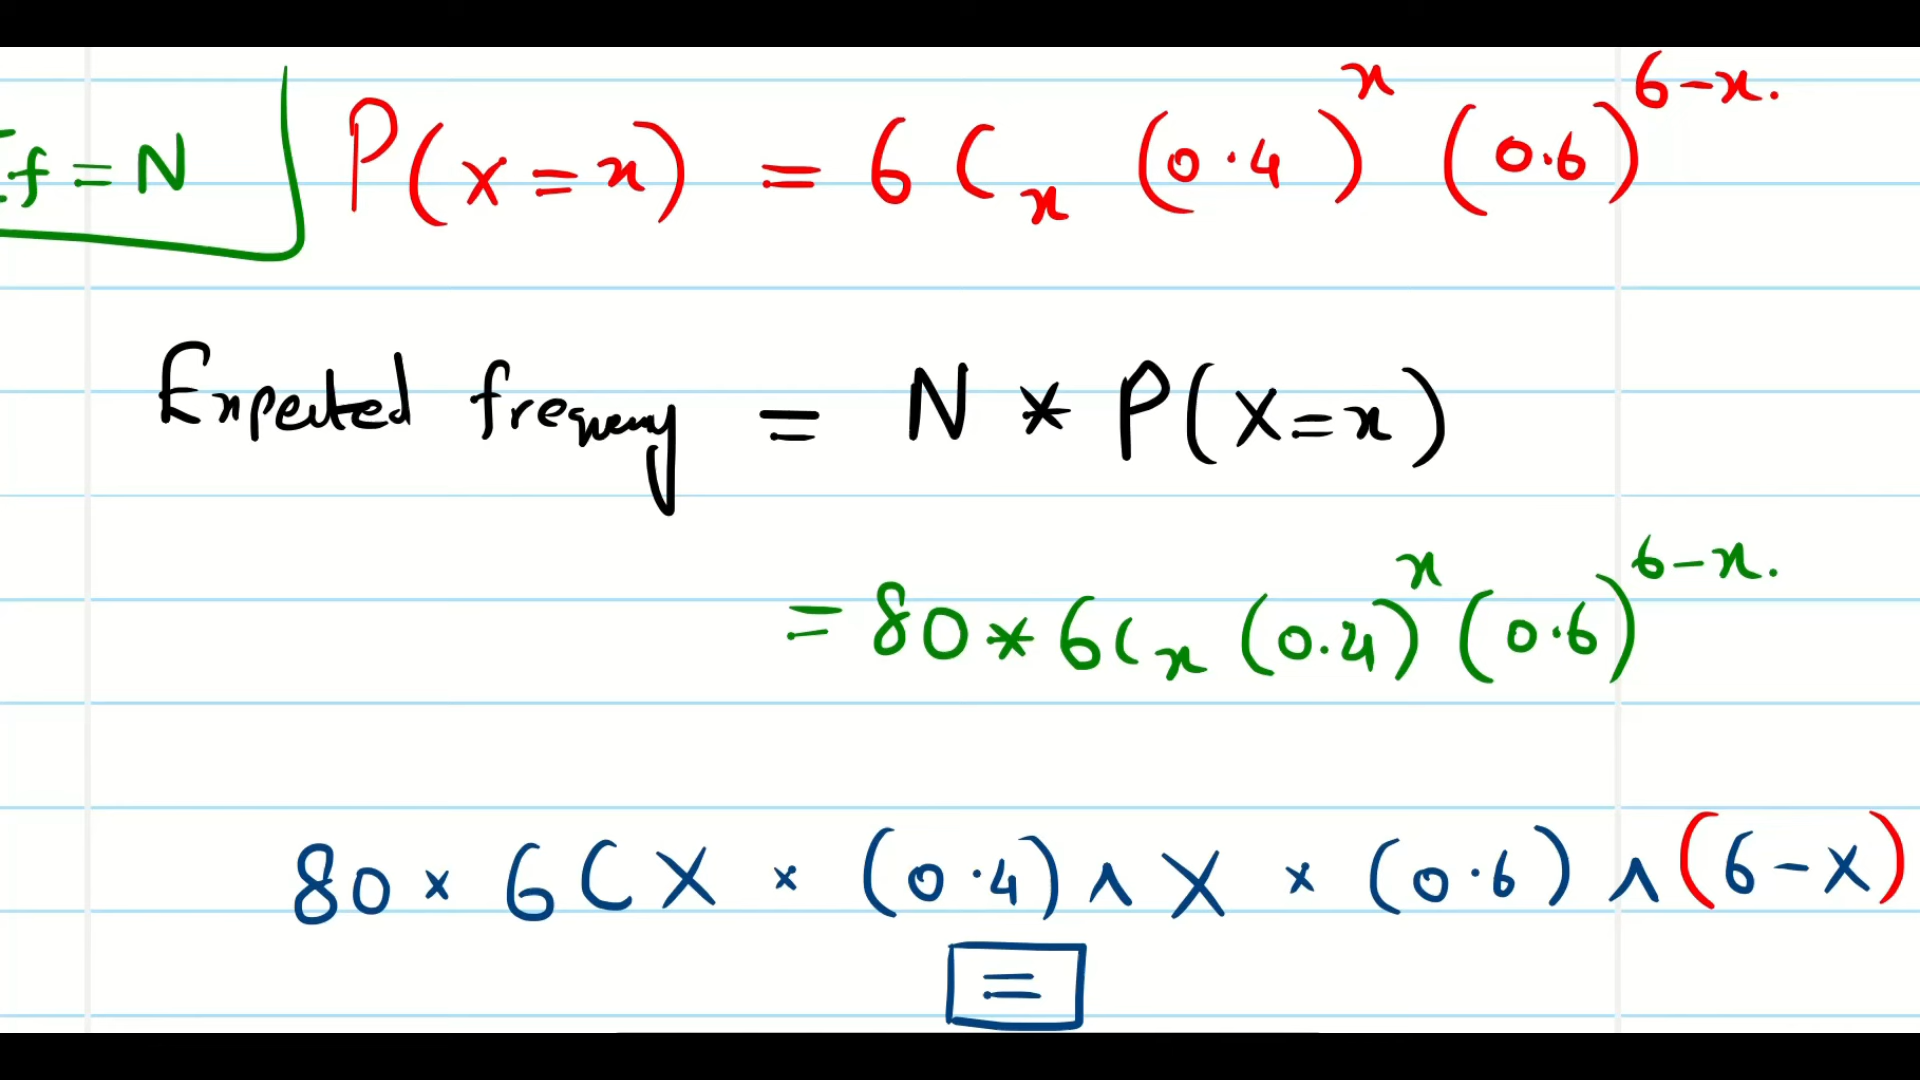 Σf = N
P(X=x) = 6Cx (0.4)^x (0.6)^6-x.
Expected frequency = N * P(X=x)
= 80 * 6Cx (0.4)^x (0.6)^6-x.
80 × 6CX × (0.4) ∧ X × (0.6) ∧ (6-X)
=